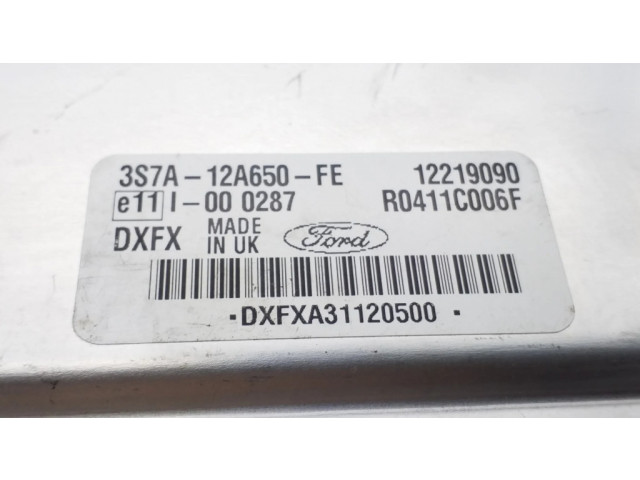 3S7A-12A650-FE 12219090
e11 I-00 0287 R0411C006F
DXFX MADE IN UK Ford
·DXFXA31120500·